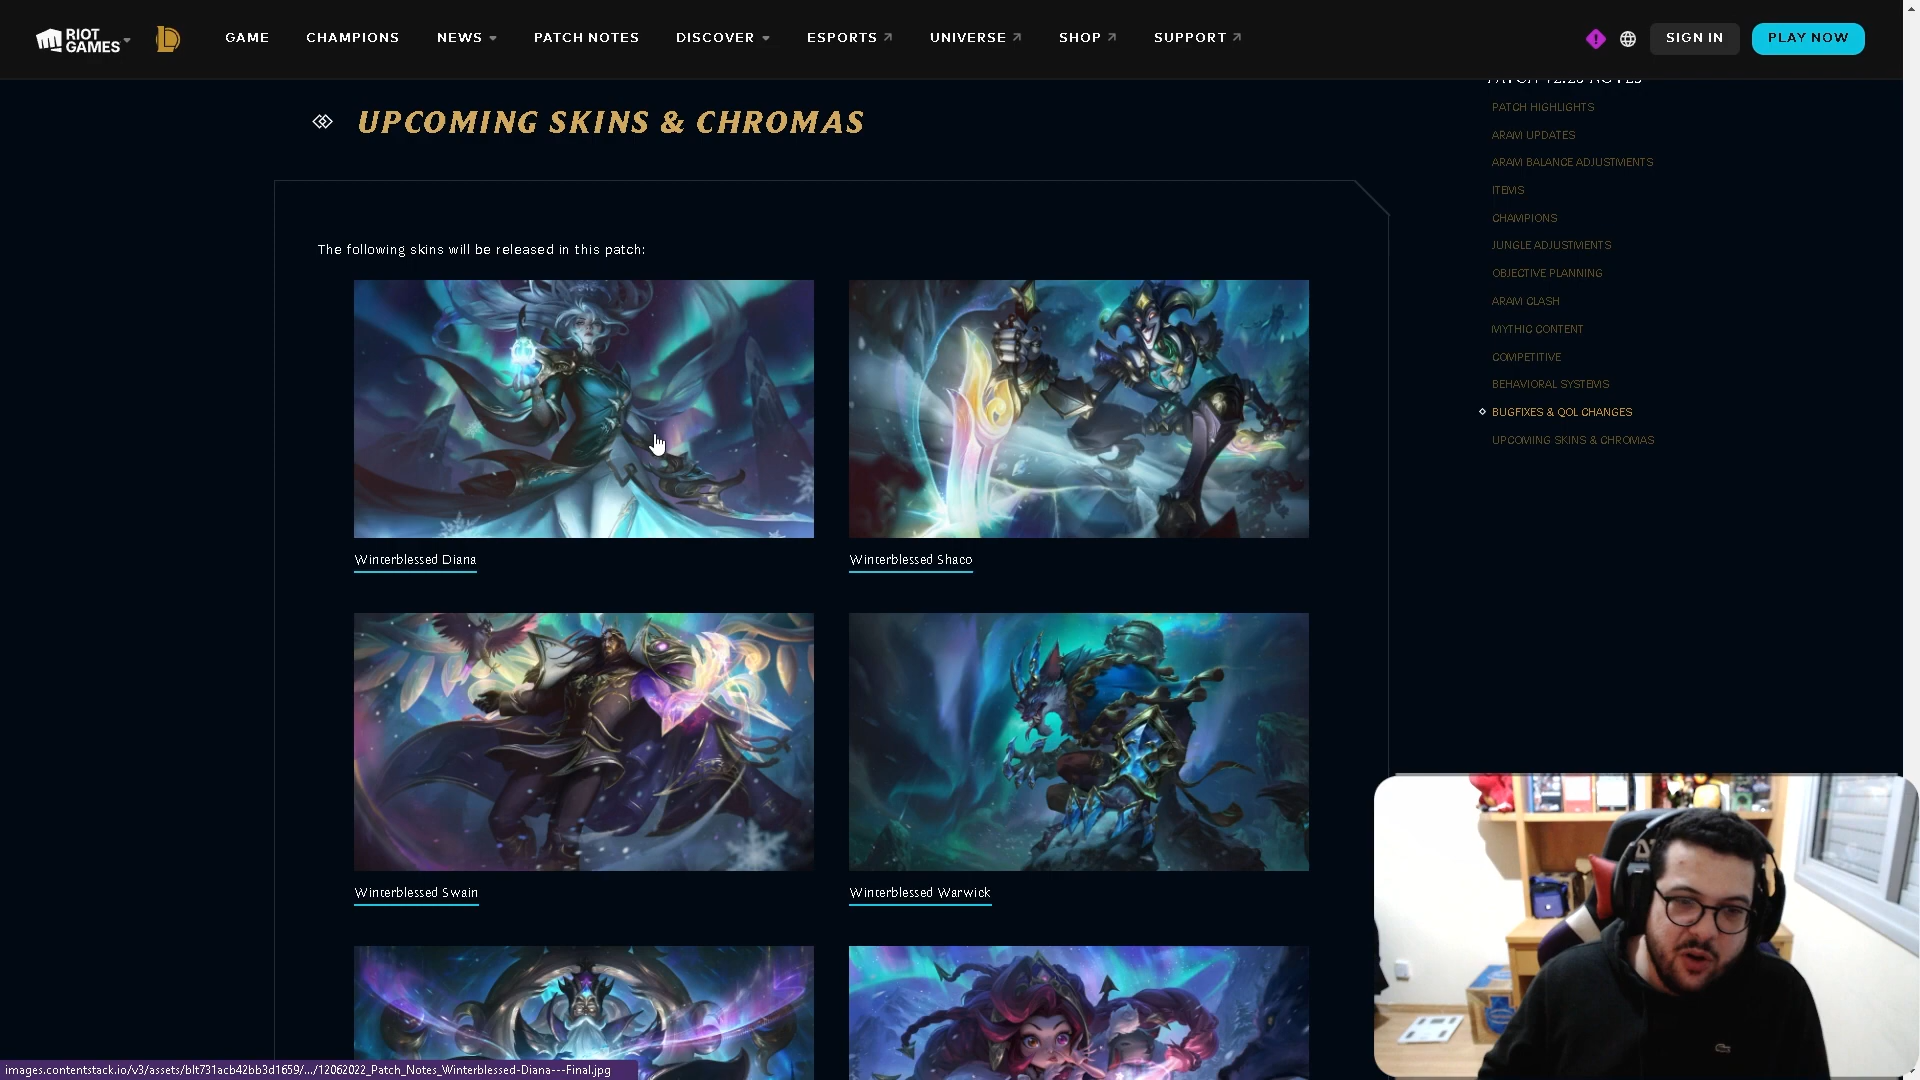 RIOT GAMES
GAME
CHAMPIONS
NEWS
PATCH NOTES
DISCOVER
ESPORTS
UNIVERSE
SHOP
SUPPORT
SIGN IN
PLAY NOW
UPCOMING SKINS & CHROMAS
The following skins will be released in this patch:
Winterblessed Diana
Winterblessed Shaco
Winterblessed Swain
Winterblessed Warwick
PATCH 12.23 NOTES
PATCH HIGHLIGHTS
ARAM UPDATES
ARAM BALANCE ADJUSTMENTS
ITEMS
CHAMPIONS
JUNGLE ADJUSTMENTS
OBJECTIVE PLANNING
ARAM CLASH
MYTHIC CONTENT
COMPETITIVE
BEHAVIORAL SYSTEMS
BUGFIXES & QOL CHANGES
UPCOMING SKINS & CHROMAS
images.contentstack.io/v3/assets/blt731acb42bb3d1659/.../12062022_Patch_Notes_Winterblessed-Diana---Final.jpg